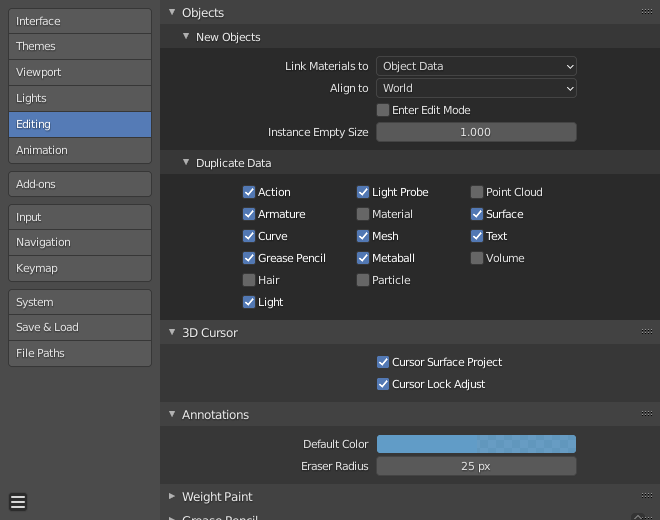 Interface
Themes
Viewport
Lights
Editing
Animation
Add-ons
Input
Navigation
Keymap
System
Save & Load
File Paths
Objects
New Objects
Link Materials to Object Data
Align to World
Enter Edit Mode
Instance Empty Size 1.000
Duplicate Data
Action Light Probe Point Cloud
Armature Material Surface
Curve Mesh Text
Grease Pencil Metaball Volume
Hair Particle
Light
3D Cursor
Cursor Surface Project
Cursor Lock Adjust
Annotations
Default Color
Eraser Radius 25 px
Weight Paint
Grease Pencil